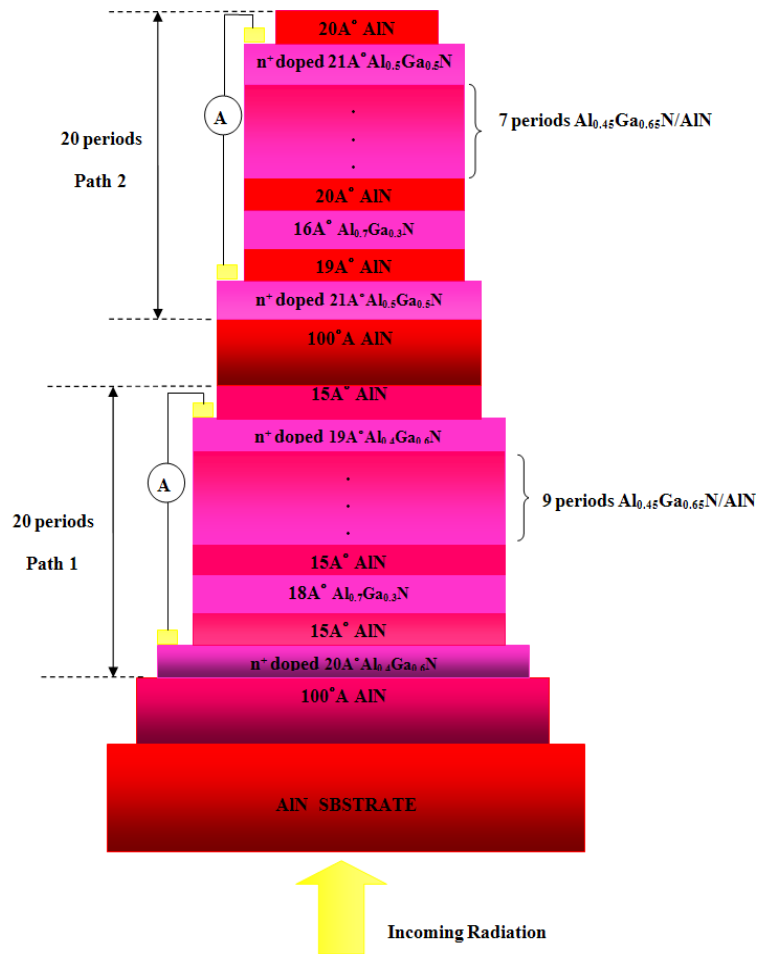 20A° AlN
n⁺ doped 21A°Al₀.₅Ga₀.₅N
A
7 periods Al₀.₄₅Ga₀.₆₅N/AlN
20 periods
Path 2
20A° AlN
16A° Al₀.₇Ga₀.₃N
19A° AlN
n⁺ doped 21A°Al₀.₅Ga₀.₅N
100°A AlN
15A° AlN
n⁺ doped 19A°Al₀.₄Ga₀.₆N
A
9 periods Al₀.₄₅Ga₀.₆₅N/AlN
20 periods
Path 1
15A° AlN
18A° Al₀.₇Ga₀.₃N
15A° AlN
n⁺ doped 20A°Al₀.₄Ga₀.₆N
100°A AlN
AlN SBSTRATE
Incoming Radiation